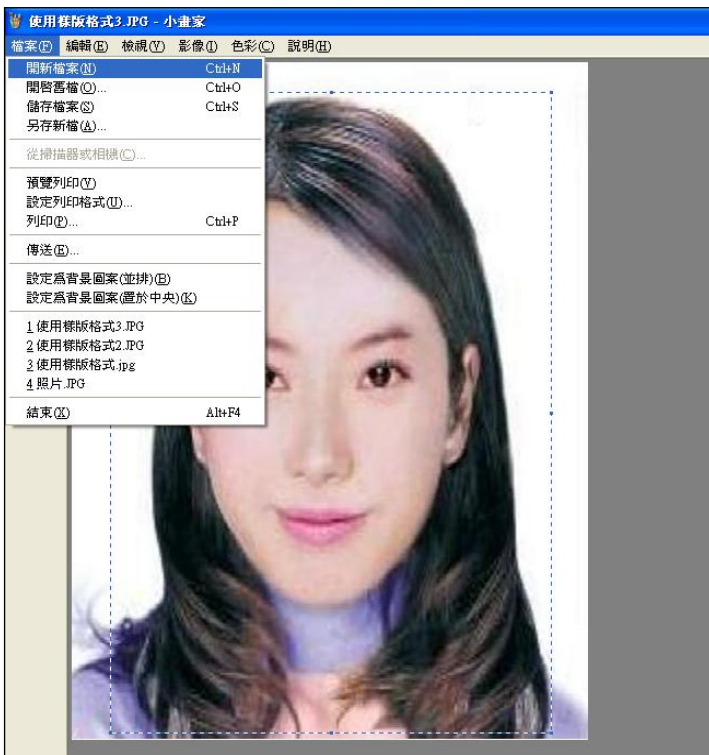 使用樣版格式3.JPG - 小畫家
檔案(F) 編輯(E) 檢視(V) 影像(I) 色彩(C) 說明(H)
開新檔案(N) Ctrl+N
開啓舊檔(O)... Ctrl+O
儲存檔案(S) Ctrl+S
另存新檔(A)...
從掃描器或相機(C)...
預覽列印(V)
設定列印格式(U)...
列印(P)... Ctrl+P
傳送(E)...
設定爲背景圖案(並排)(B)
設定爲背景圖案(置於中央)(K)
1 使用樣版格式3.JPG
2 使用樣版格式2.JPG
3 使用樣版格式.jpg
4 照片.JPG
結束(X) Alt+F4